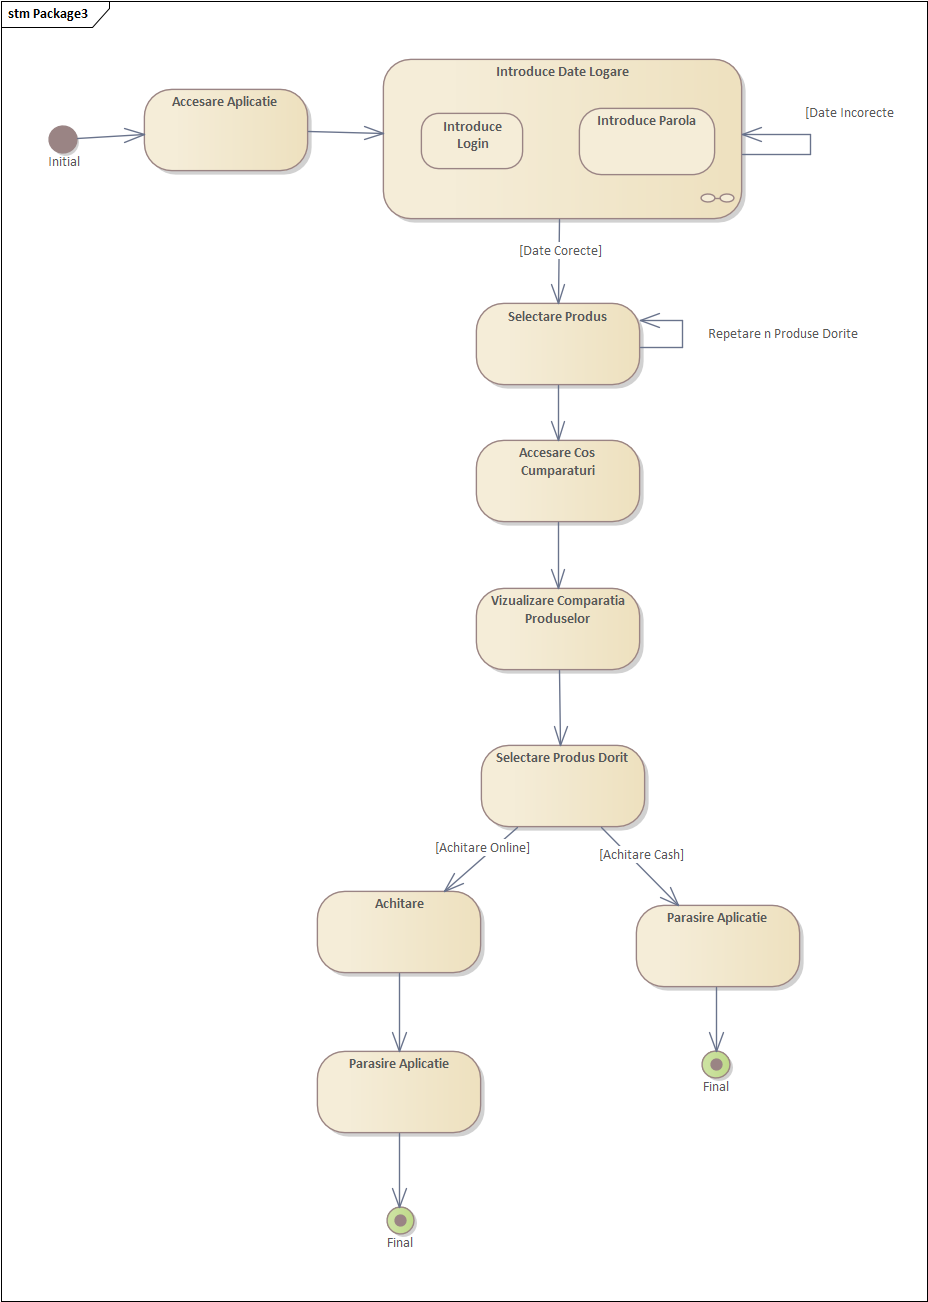 stm Package3
Accesare Aplicatie
Initial
Introduce Date Logare
Introduce
Login
Introduce Parola
[Date Incorecte
[Date Corecte]
Selectare Produs
Repetare n Produse Dorite
Accesare Cos
Cumparaturi
Vizualizare Comparatia
Produselor
Selectare Produs Dorit
[Achitare Online]
[Achitare Cash]
Achitare
Parasire Aplicatie
Parasire Aplicatie
Final
Final